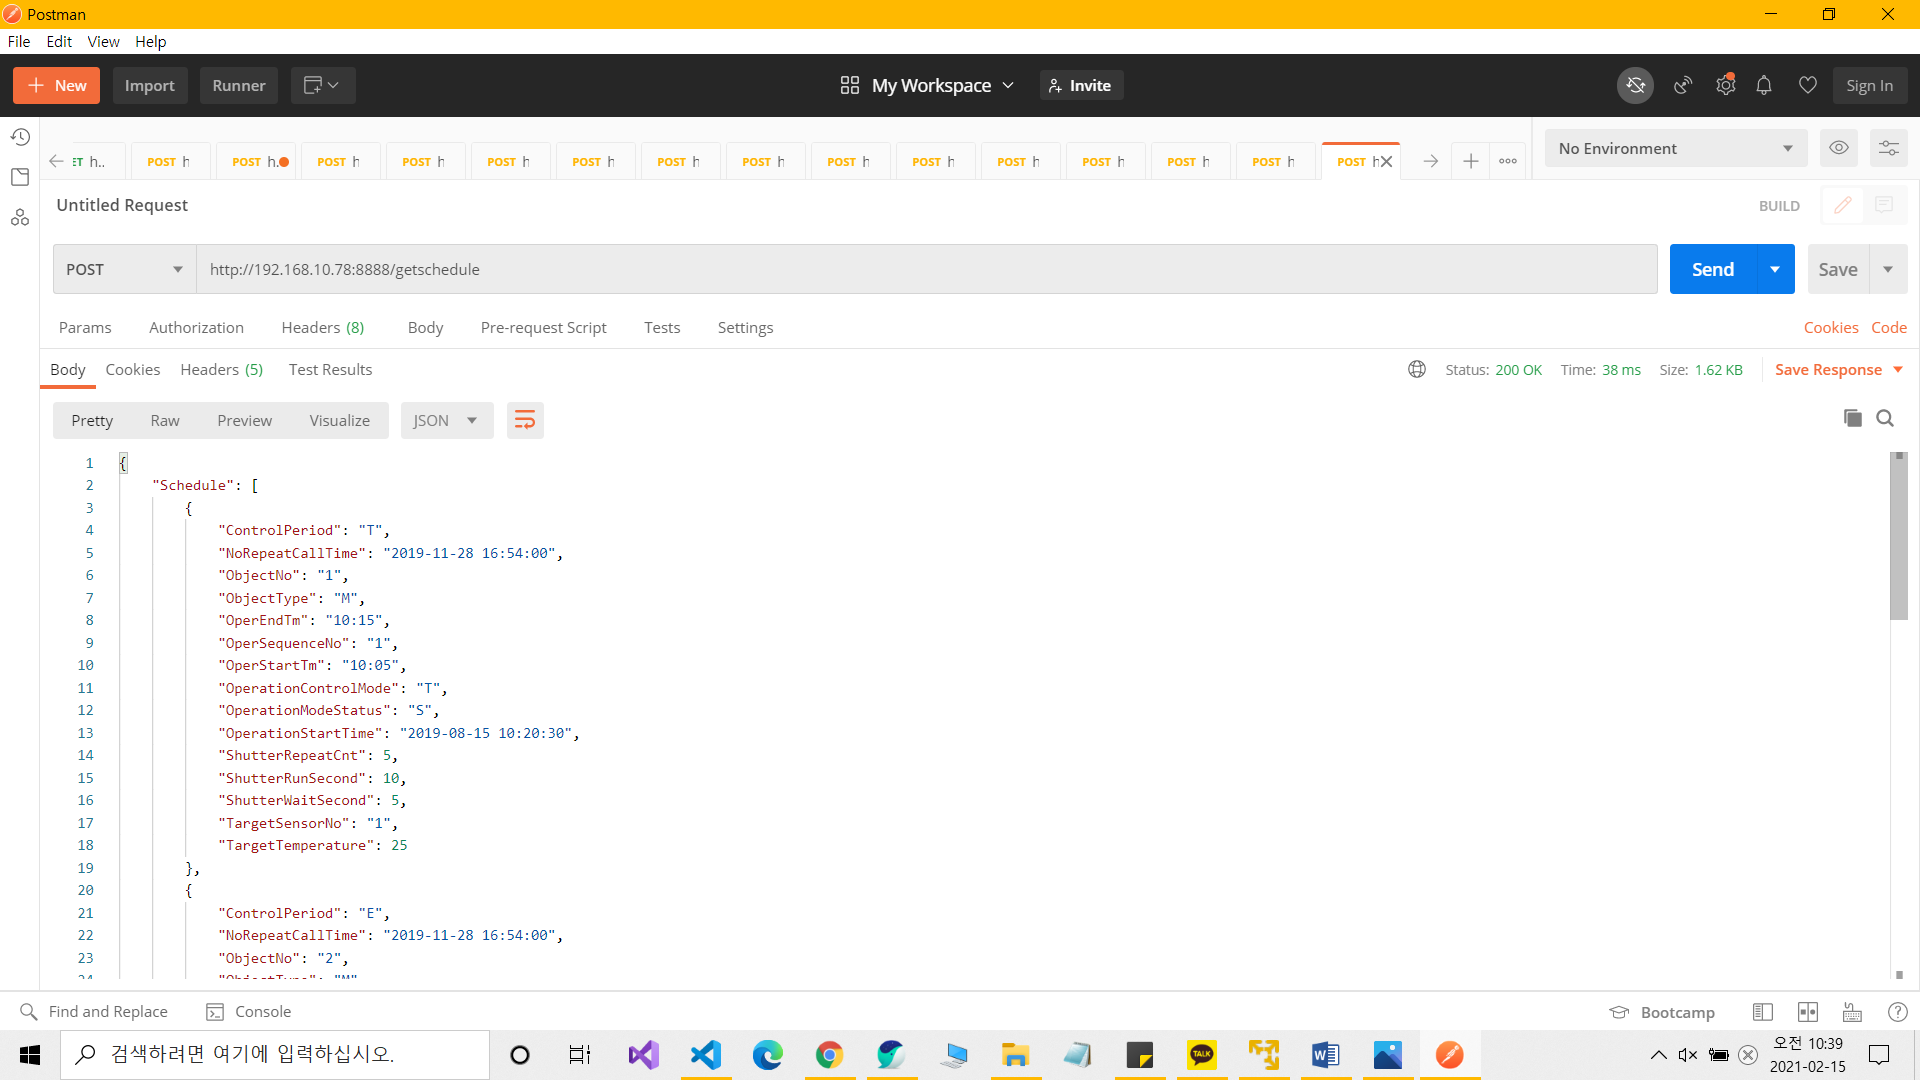 Postman
File Edit View Help
New Import Runner My Workspace Invite Sign In
ET h.. POST h POST h. POST h POST h POST h POST h POST h POST h POST h POST h POST h POST h POST h POST h POST h No Environment
Untitled Request BUILD
POST http://192.168.10.78:8888/getschedule Send Save
Params Authorization Headers (8) Body Pre-request Script Tests Settings Cookies Code
Body Cookies Headers (5) Test Results Status: 200 OK Time: 38 ms Size: 1.62 KB Save Response
Pretty Raw Preview Visualize JSON
1 {
2 "Schedule": [
3 {
4 "ControlPeriod": "T",
5 "NoRepeatCallTime": "2019-11-28 16:54:00",
6 "ObjectNo": "1",
7 "ObjectType": "M",
8 "OperEndTm": "10:15",
9 "OperSequenceNo": "1",
10 "OperStartTm": "10:05",
11 "OperationControlMode": "T",
12 "OperationModeStatus": "S",
13 "OperationStartTime": "2019-08-15 10:20:30",
14 "ShutterRepeatCnt": 5,
15 "ShutterRunSecond": 10,
16 "ShutterWaitSecond": 5,
17 "TargetSensorNo": "1",
18 "TargetTemperature": 25
19 },
20 {
21 "ControlPeriod": "E",
22 "NoRepeatCallTime": "2019-11-28 16:54:00",
23 "ObjectNo": "2",
24 "ObjectType": "M"
Find and Replace Console Bootcamp
검색하려면 여기에 입력하십시오. TALK 오전 10:39
2021-02-15